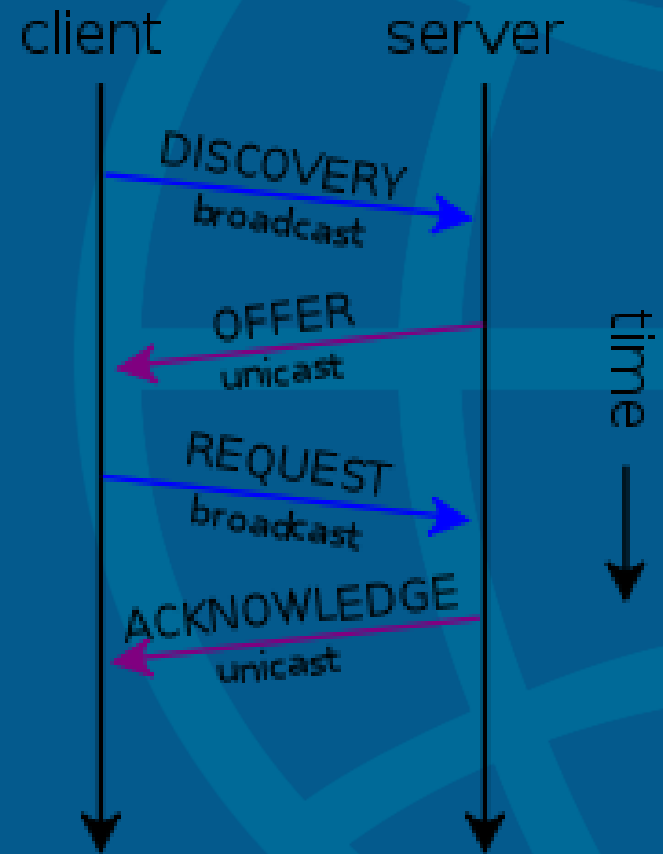 client
server
DISCOVERY
broadcast
OFFER
unicast
time
REQUEST
broadcast
ACKNOWLEDGE
unicast